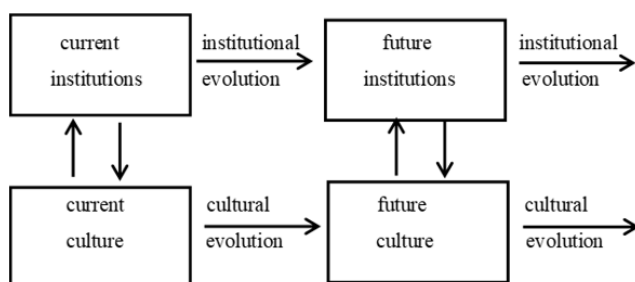 current
institutions
institutional
evolution
future
institutions
institutional
evolution
current
culture
cultural
evolution
future
culture
cultural
evolution